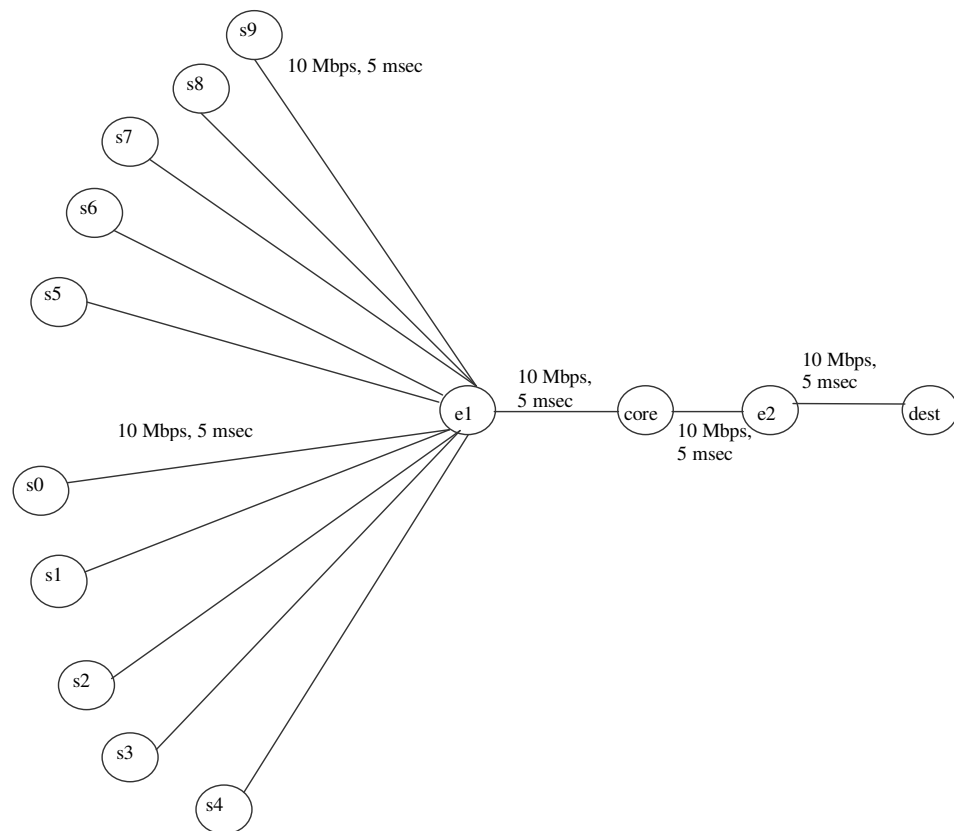 s9
10 Mbps, 5 msec
s8
s7
s6
s5
10 Mbps,
5 msec
10 Mbps,
5 msec
e1
core
e2
dest
10 Mbps, 5 msec
10 Mbps,
5 msec
s0
s1
s2
s3
s4